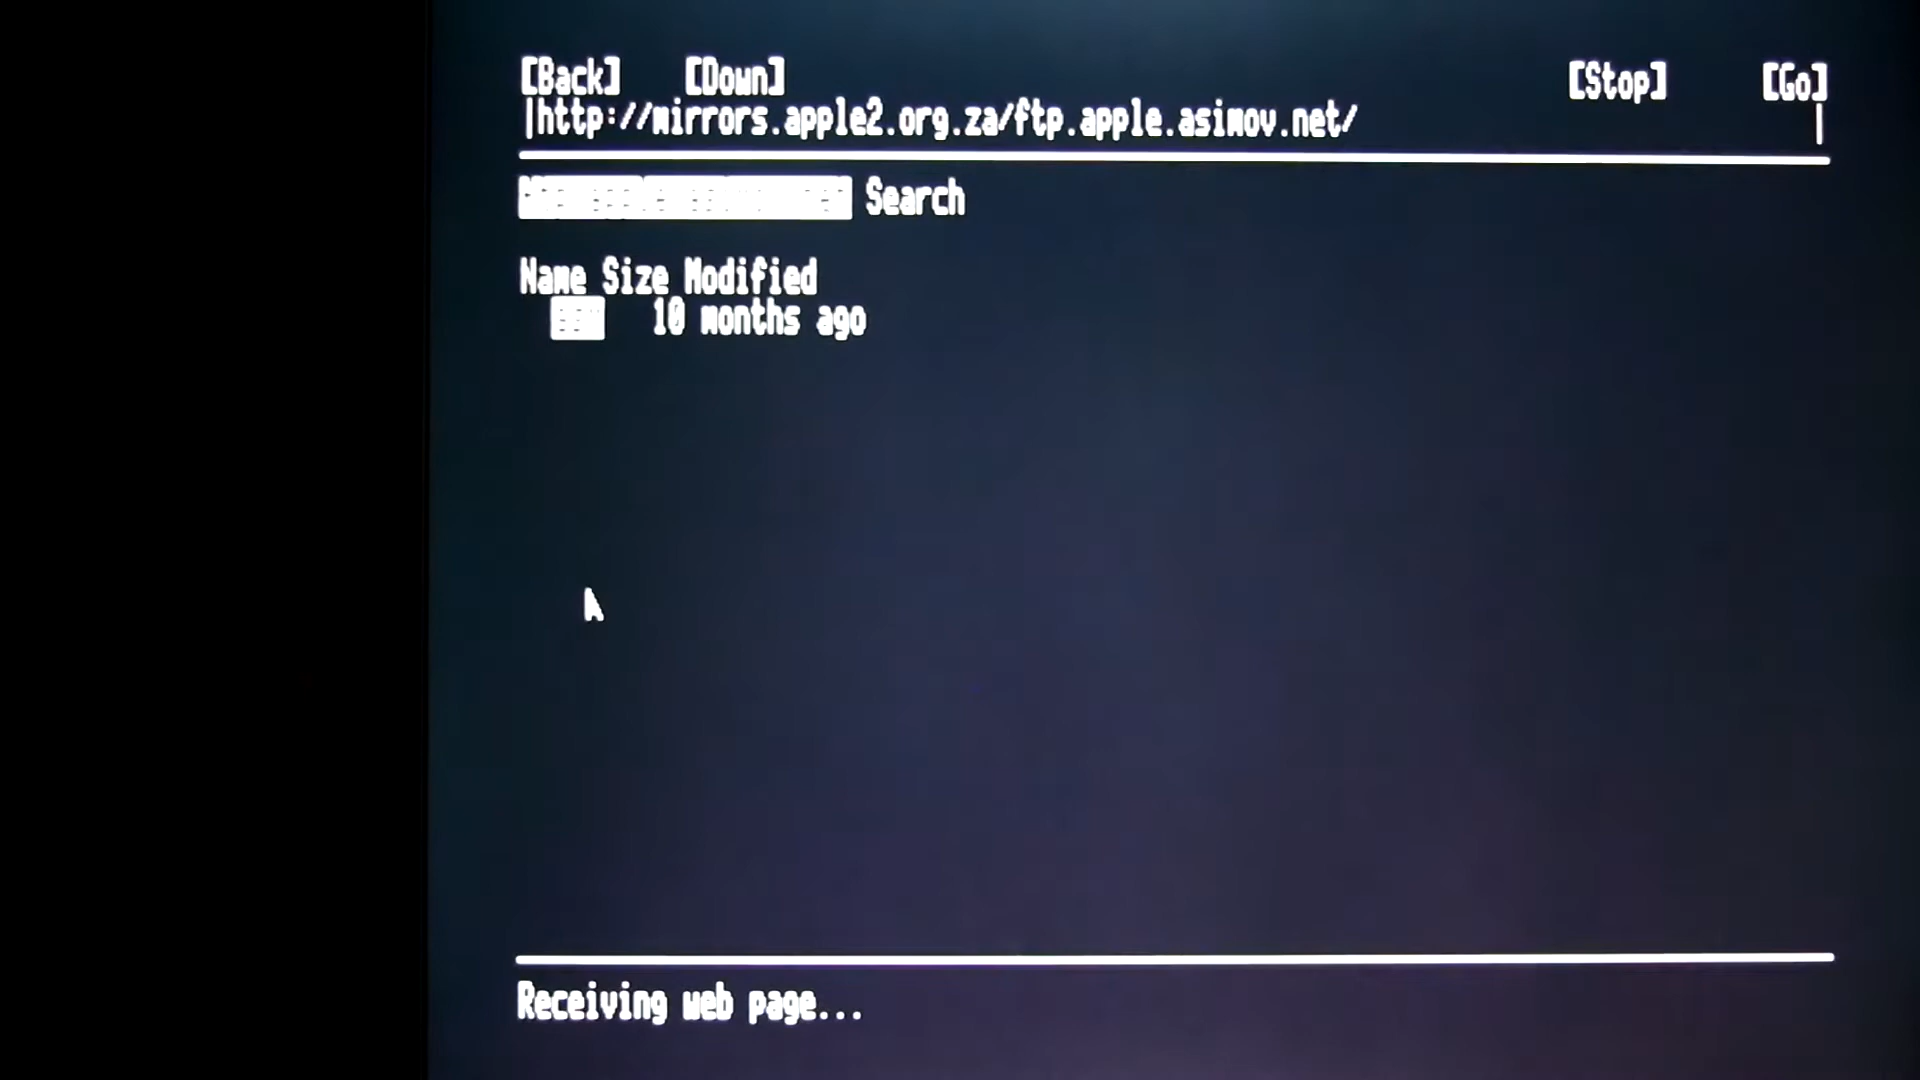 [Back] [Down] [Stop] [Go]
http://mirrors.apple2.org.za/ftp.apple.asimov.net/
Search
Name Size Modified
10 months ago
Receiving web page...